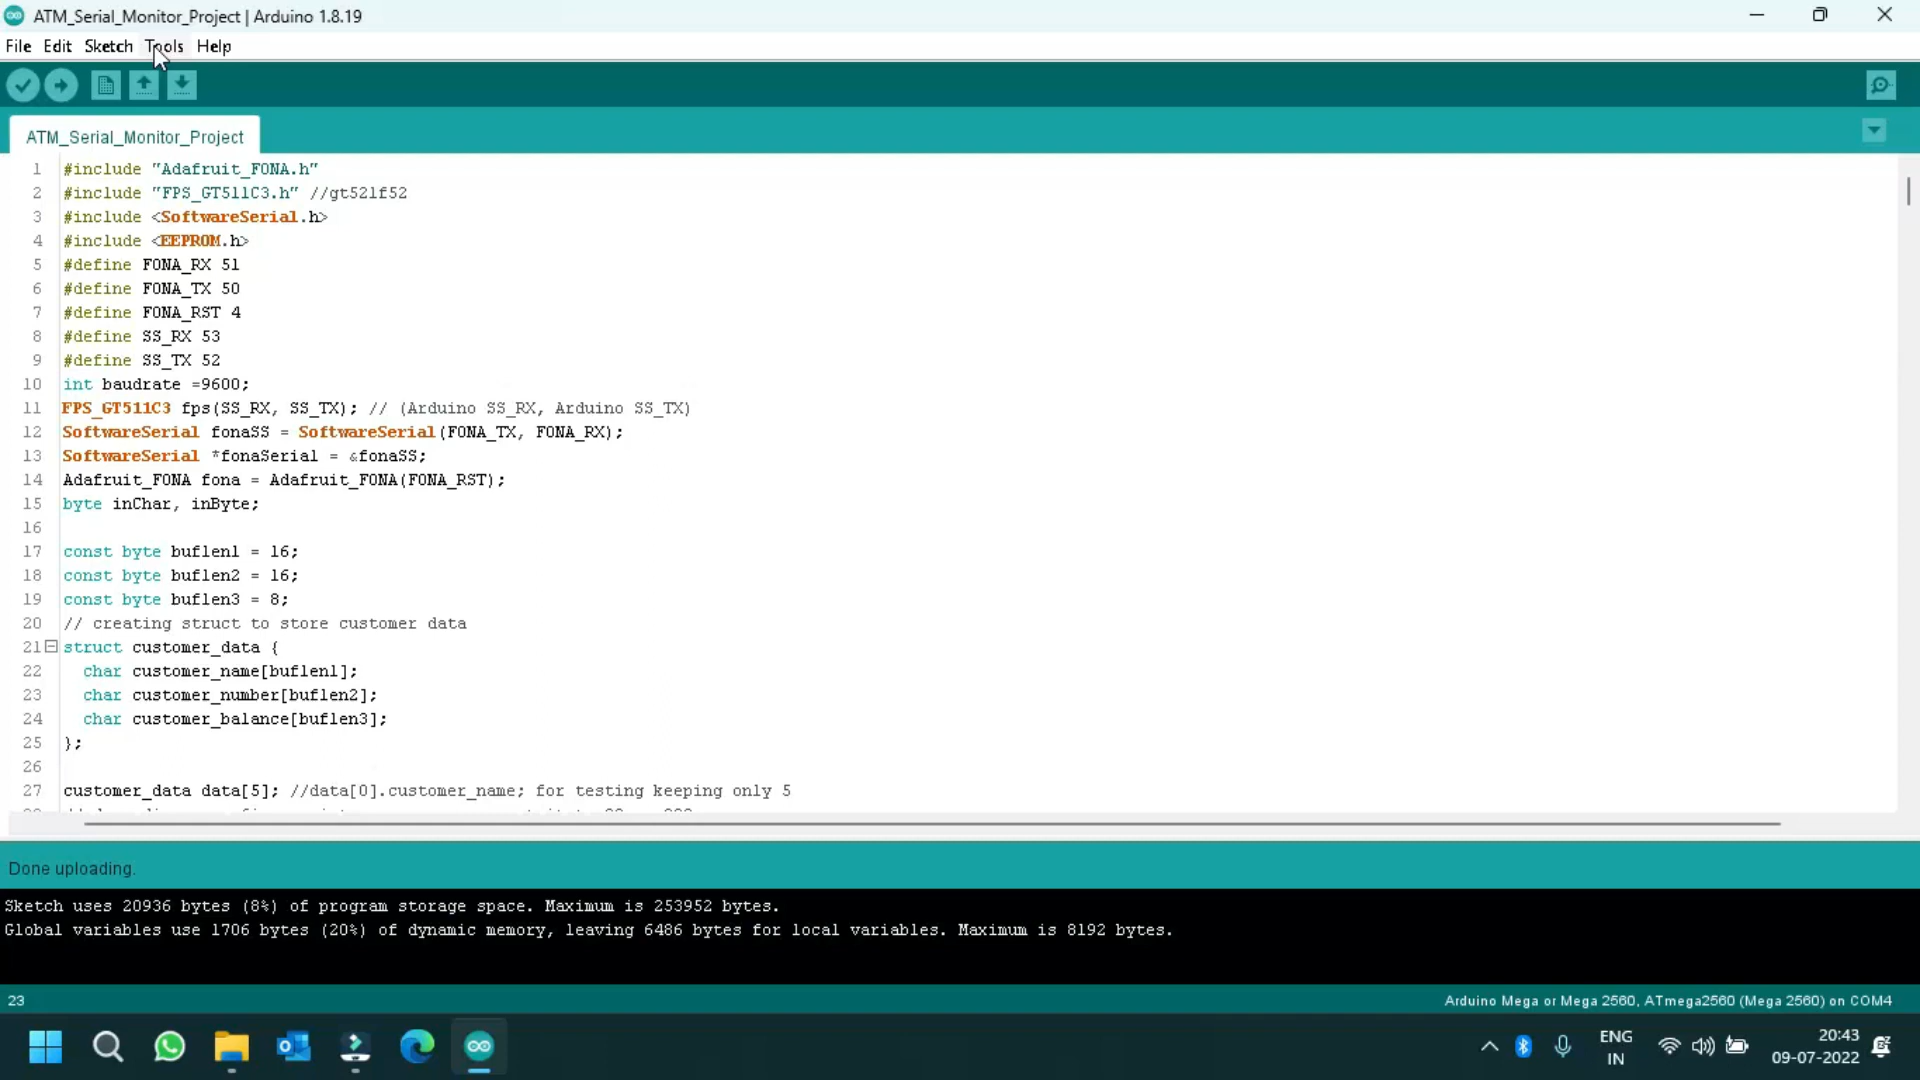 ATM_Serial_Monitor_Project | Arduino 1.8.19
File Edit Sketch Tools Help
ATM_Serial_Monitor_Project
1 #include "Adafruit_FONA.h"
2 #include "FPS_GT511C3.h" //gt521f52
3 #include <SoftwareSerial.h>
4 #include <EEPROM.h>
5 #define FONA_RX 51
6 #define FONA_TX 50
7 #define FONA_RST 4
8 #define SS_RX 53
9 #define SS_TX 52
10 int baudrate =9600;
11 FPS_GT511C3 fps(SS_RX, SS_TX); // (Arduino SS_RX, Arduino SS_TX)
12 SoftwareSerial fonaSS = SoftwareSerial(FONA_TX, FONA_RX);
13 SoftwareSerial *fonaSerial = &fonaSS;
14 Adafruit_FONA fona = Adafruit_FONA(FONA_RST);
15 byte inChar, inByte;
16
17 const byte buflen1 = 16;
18 const byte buflen2 = 16;
19 const byte buflen3 = 8;
20 // creating struct to store customer data
21 struct customer_data {
22 char customer_name[buflen1];
23 char customer_number[buflen2];
24 char customer_balance[buflen3];
25 };
26
27 customer_data data[5]; //data[0].customer_name; for testing keeping only 5
Done uploading.
Sketch uses 20936 bytes (8%) of program storage space. Maximum is 253952 bytes.
Global variables use 1706 bytes (20%) of dynamic memory, leaving 6486 bytes for local variables. Maximum is 8192 bytes.
23 Arduino Mega or Mega 2560, ATmega2560 (Mega 2560) on COM4
ENG 20:43
IN 09-07-2022